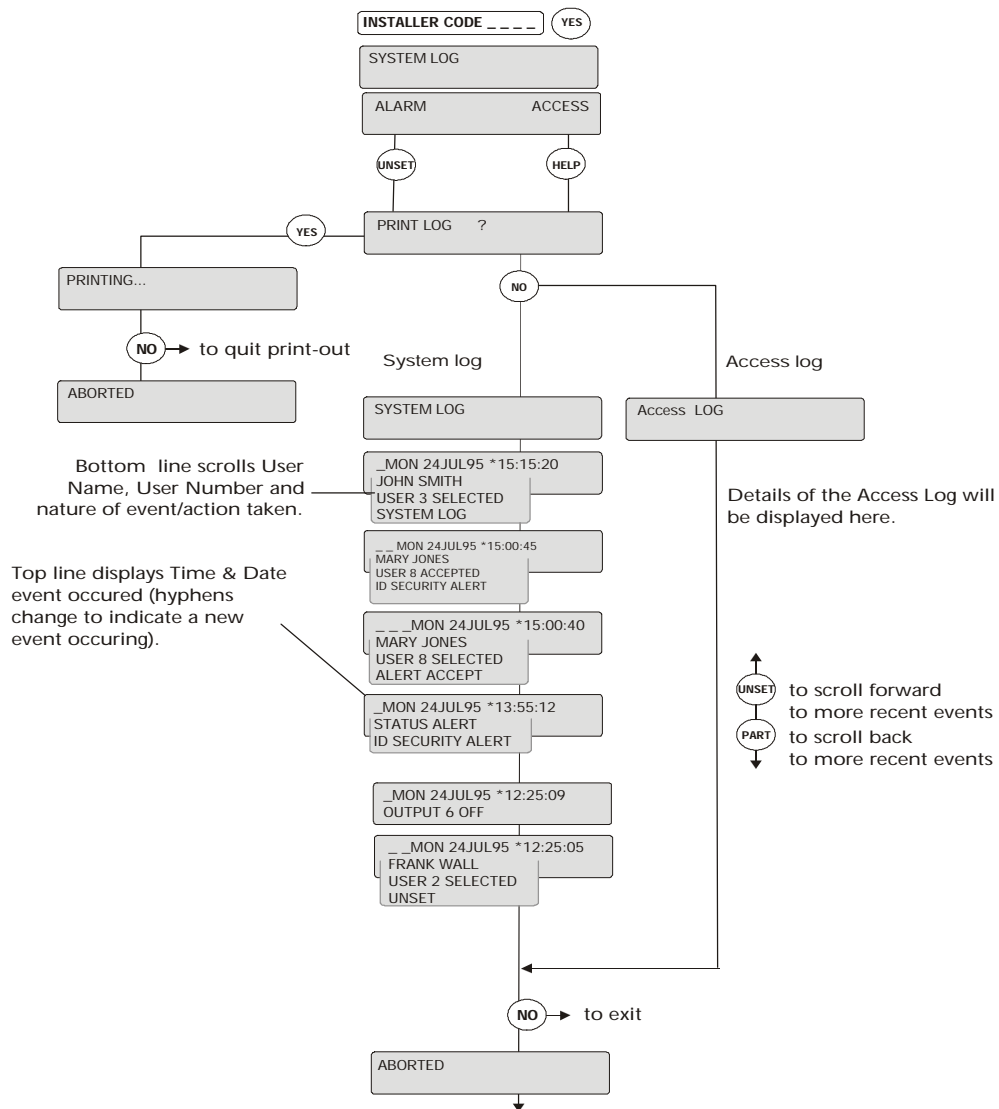 INSTALLER CODE _ _ _ _ YES
SYSTEM LOG
ALARM ACCESS
UNSET HELP
PRINT LOG ?
YES
PRINTING...
NO
NO to quit print-out
System log
Access log
ABORTED
SYSTEM LOG
Access LOG
Bottom line scrolls User
Name, User Number and
nature of event/action taken.
_MON 24JUL95 *15:15:20
JOHN SMITH
USER 3 SELECTED
SYSTEM LOG
Details of the Access Log will
be displayed here.
_ _ MON 24JUL95 *15:00:45
MARY JONES
USER 8 ACCEPTED
ID SECURITY ALERT
Top line displays Time & Date
event occured (hyphens
change to indicate a new
event occuring).
_ _ _MON 24JUL95 *15:00:40
MARY JONES
USER 8 SELECTED
ALERT ACCEPT
UNSET to scroll forward
to more recent events
PART to scroll back
to more recent events
_MON 24JUL95 *13:55:12
STATUS ALERT
ID SECURITY ALERT
_MON 24JUL95 *12:25:09
OUTPUT 6 OFF
_ _MON 24JUL95 *12:25:05
FRANK WALL
USER 2 SELECTED
UNSET
NO to exit
ABORTED